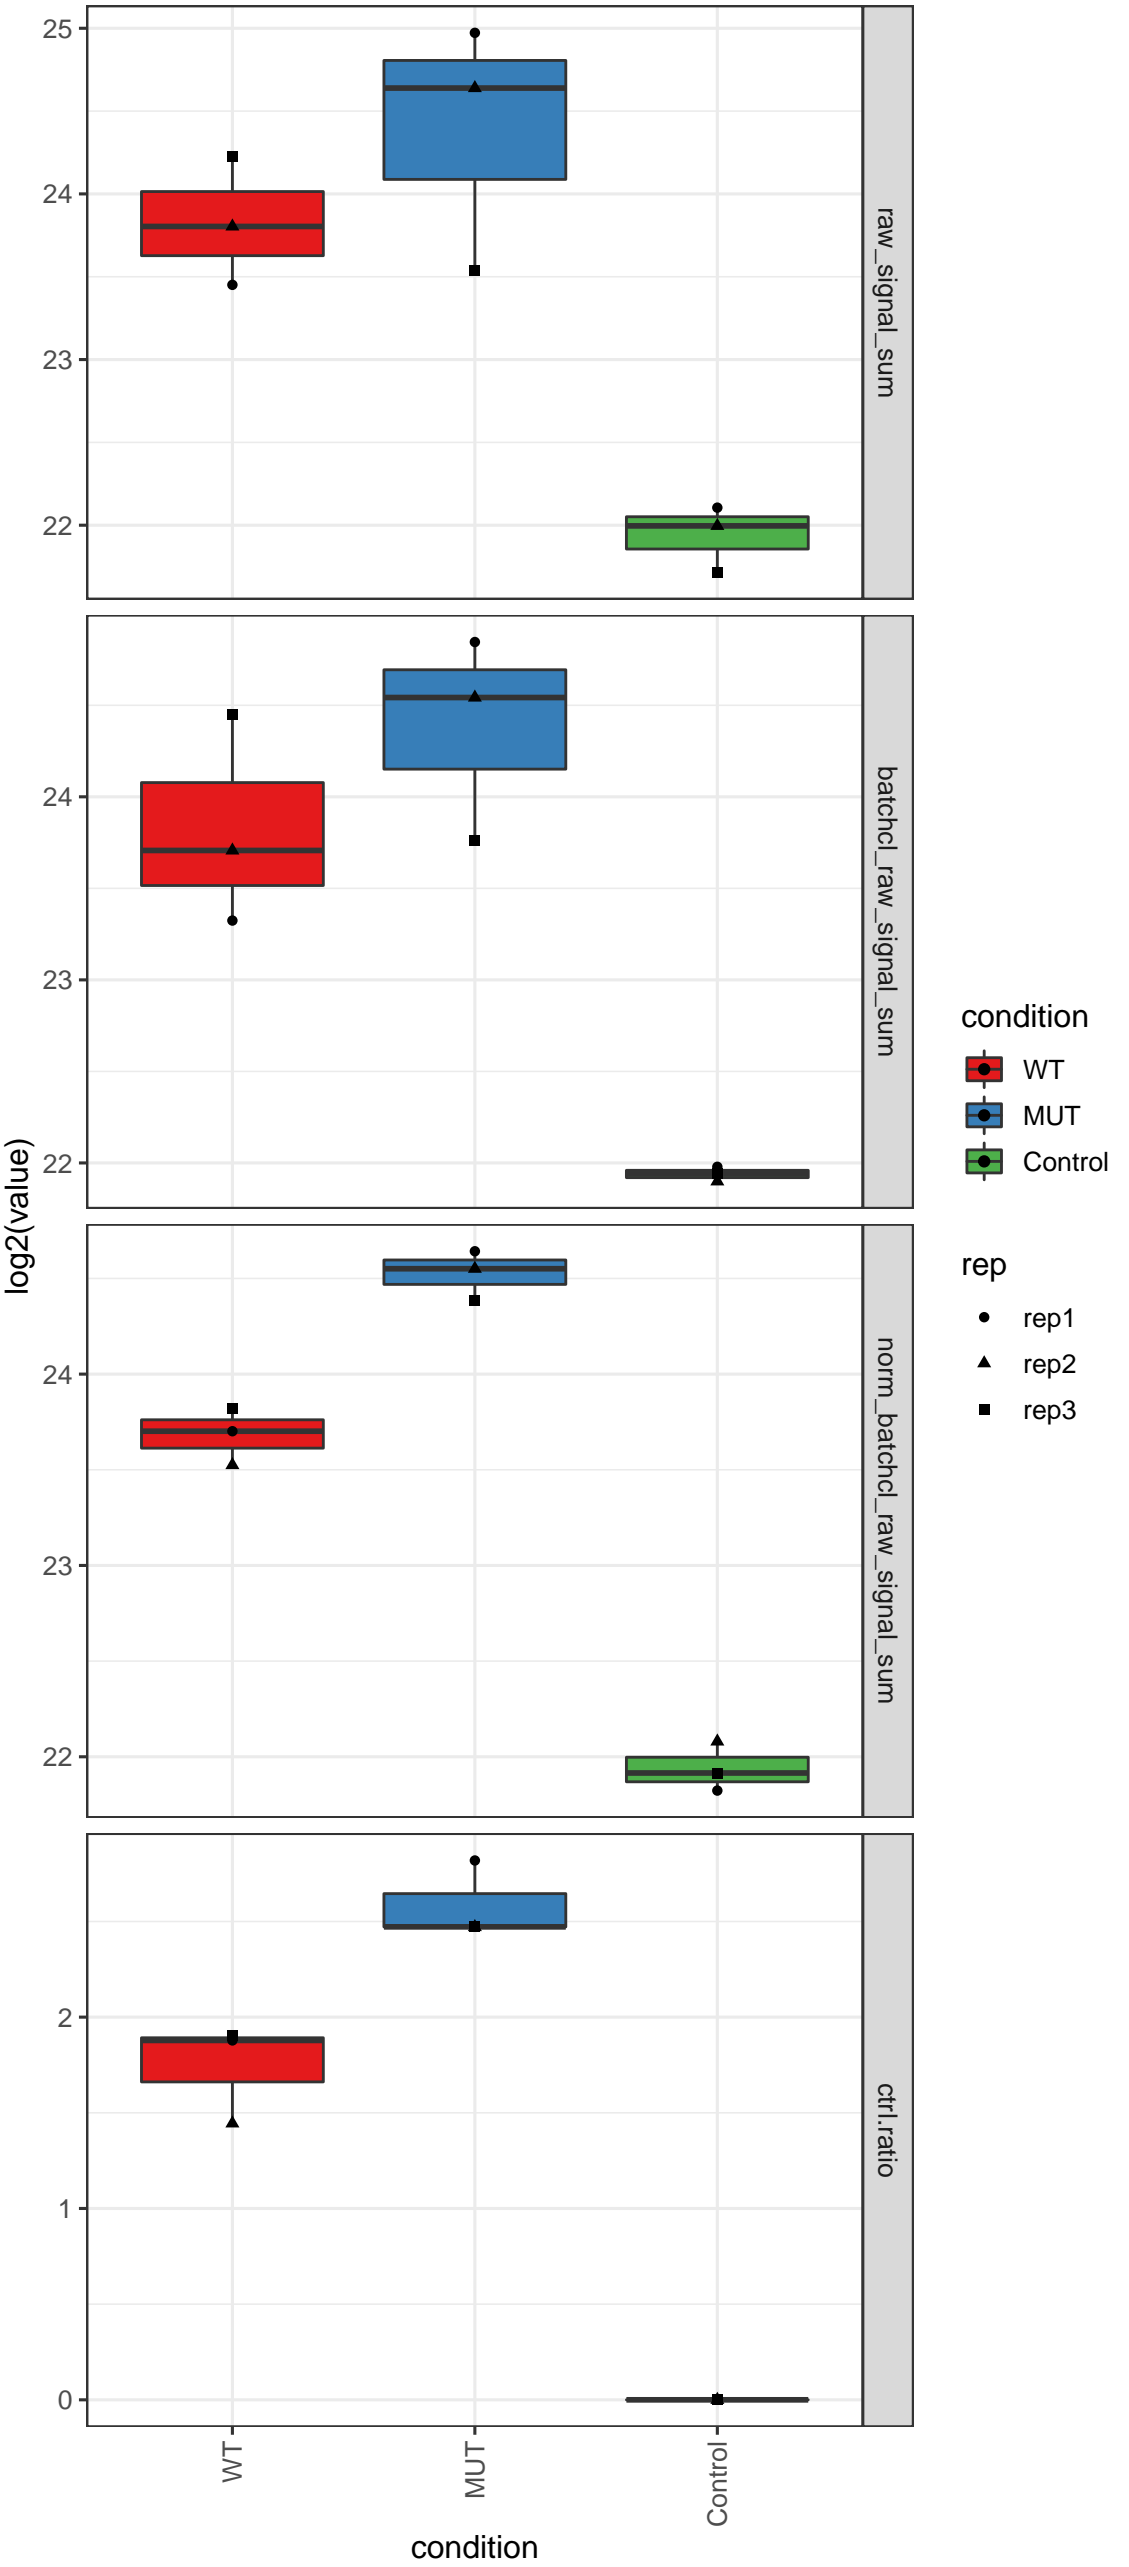 log2(value)
25
24
23
22
raw_signal_sum
24
23
22
batchcl_raw_signal_sum
24
23
22
norm_batchcl_raw_signal_sum
2
1
0
ctrl.ratio
WT
MUT
Control
condition
condition
WT
MUT
Control
rep
rep1
rep2
rep3